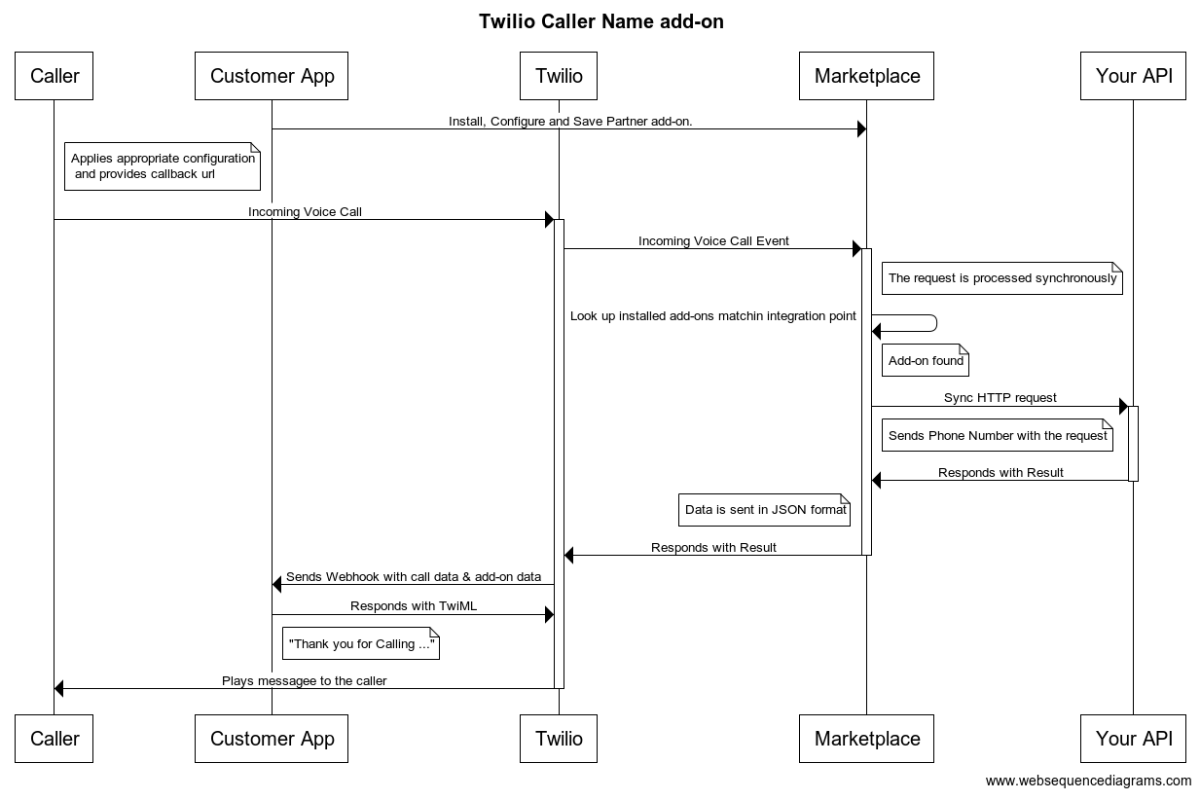 Twilio Caller Name add-on
Caller
Customer App
Twilio
Marketplace
Your API
Install, Configure and Save Partner add-on.
Applies appropriate configuration
and provides callback url
Incoming Voice Call
Incoming Voice Call Event
The request is processed synchronously
Look up installed add-ons matchin integration point
Add-on found
Sync HTTP request
Sends Phone Number with the request
Responds with Result
Data is sent in JSON format
Responds with Result
Sends Webhook with call data & add-on data
Responds with TwiML
"Thank you for Calling ..."
Plays messagee to the caller
Caller
Customer App
Twilio
Marketplace
Your API
www.websequencediagrams.com